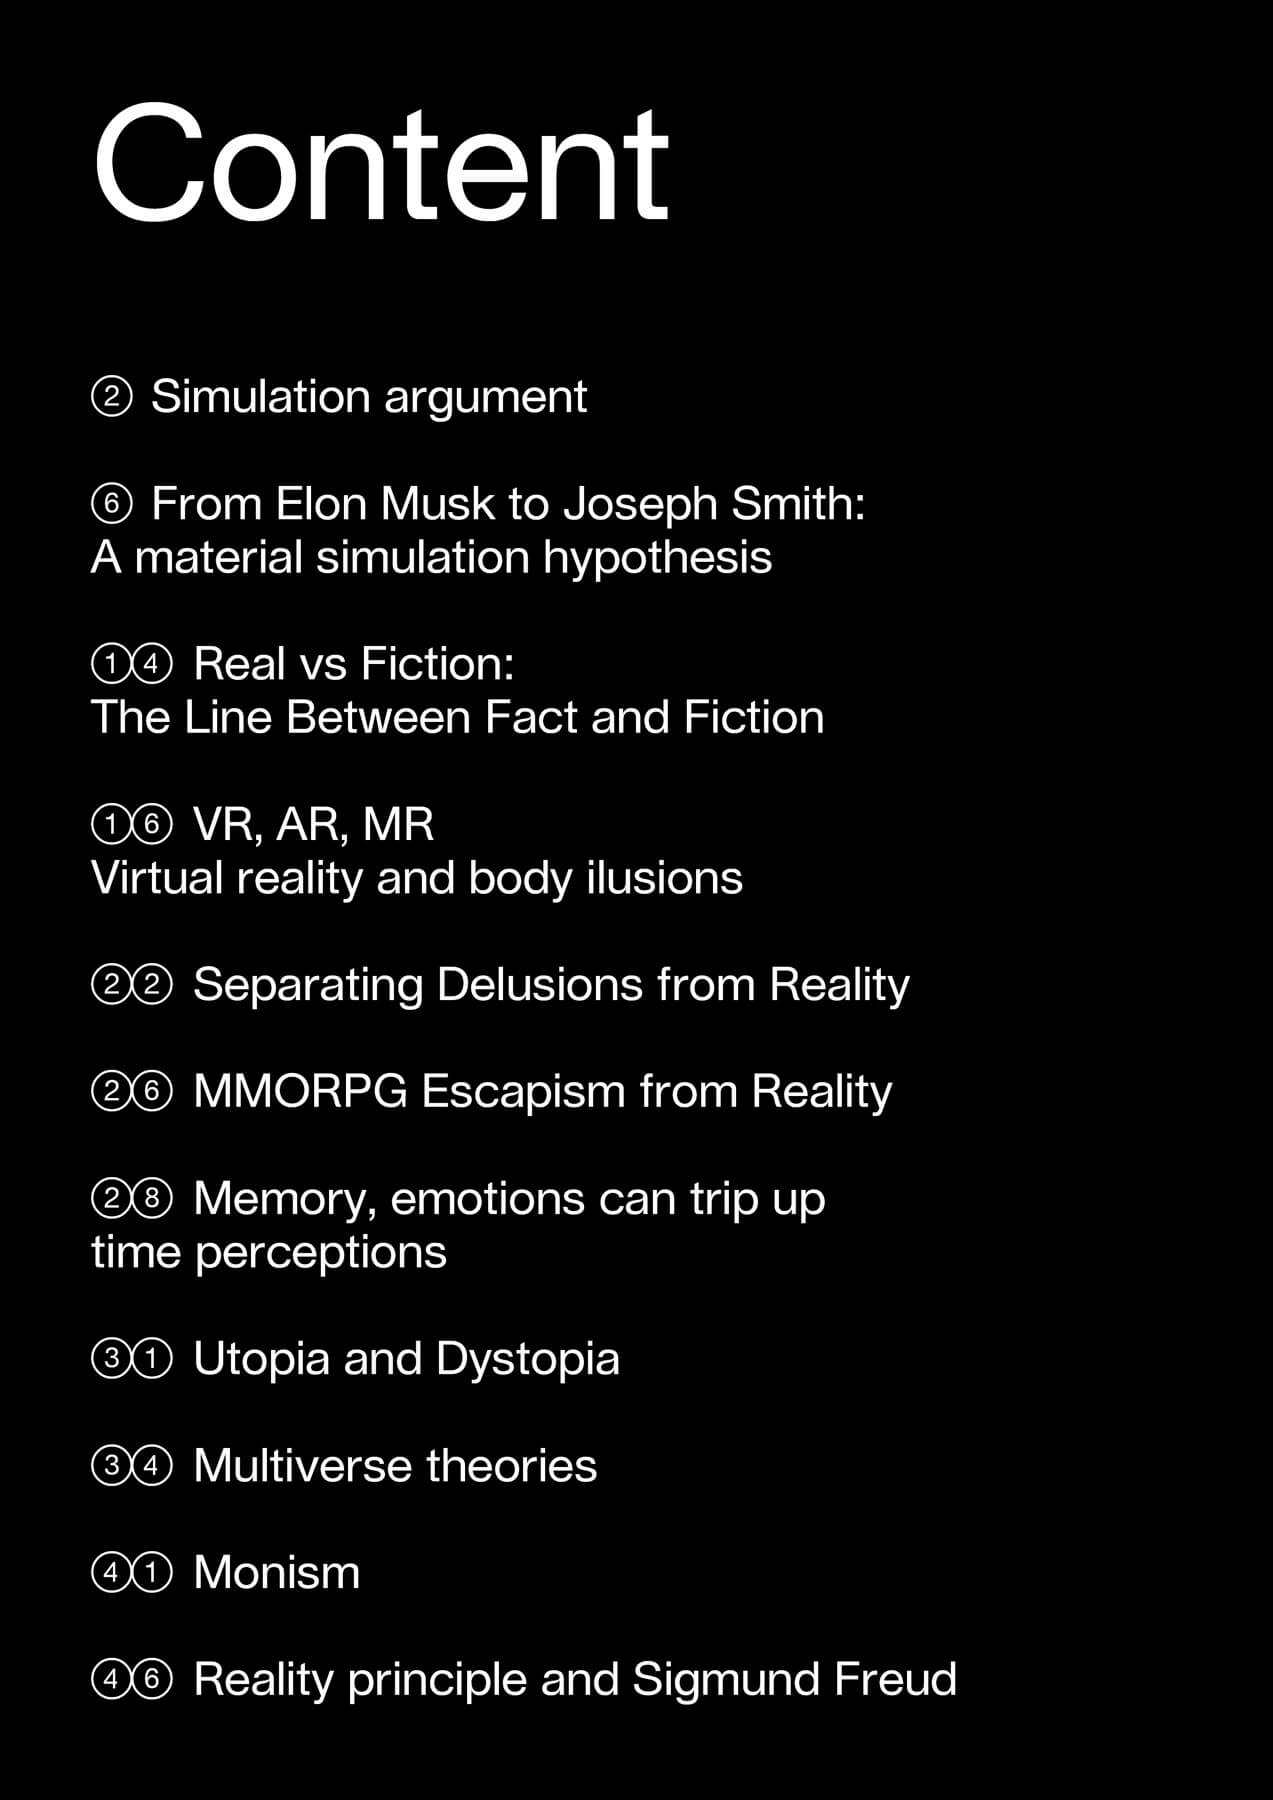 Content
② Simulation argument
⑥ From Elon Musk to Joseph Smith:
A material simulation hypothesis
①④ Real vs Fiction:
The Line Between Fact and Fiction
①⑥ VR, AR, MR
Virtual reality and body ilusions
②② Separating Delusions from Reality
②⑥ MMORPG Escapism from Reality
②⑧ Memory, emotions can trip up
time perceptions
③① Utopia and Dystopia
③④ Multiverse theories
④① Monism
④⑥ Reality principle and Sigmund Freud